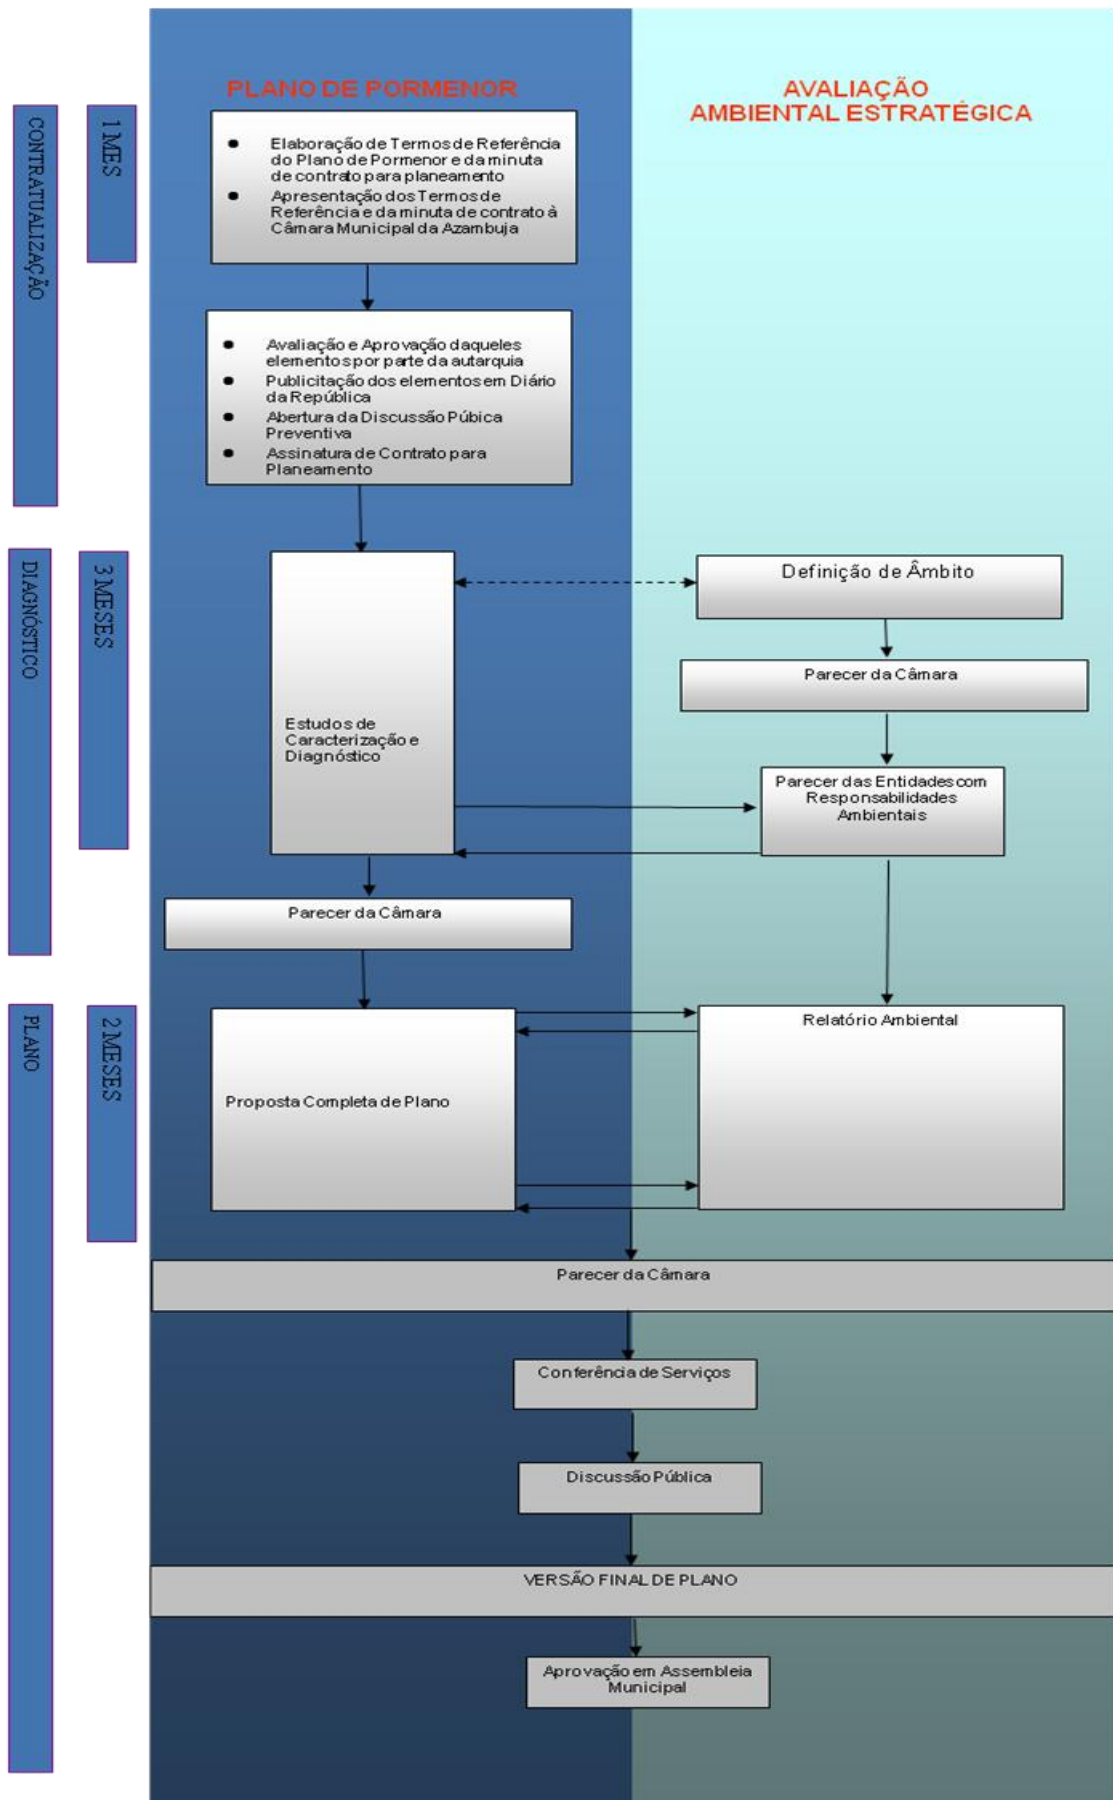 PLANO DE PORMENOR
AVALIAÇÃO
AMBIENTAL ESTRATÉGICA
CONTRATUALIZAÇÃO
1 MES
● Elaboração de Termos de Referência
do Plano de Pormenor e da minuta
de contrato para planeamento
● Apresentação dos Termos de
Referência e da minuta de contrato à
Câmara Municipal da Azambuja
● Avaliação e Aprovação daqueles
elementos por parte da autarquia
● Publicitação dos elementos em Diário
da República
● Abertura da Discussão Púbica
Preventiva
● Assinatura de Contrato para
Planeamento
DIAGNÓSTICO
3 MESES
Estudos de
Caracterização e
Diagnóstico
Definição de Âmbito
Parecer da Câmara
Parecer das Entidades com
Responsabilidades
Ambientais
Parecer da Câmara
PLANO
2 MESES
Proposta Completa de Plano
Relatório Ambiental
Parecer da Câmara
Conferência de Serviços
Discussão Pública
VERSÃO FINAL DE PLANO
Aprovação em Assembleia
Municipal